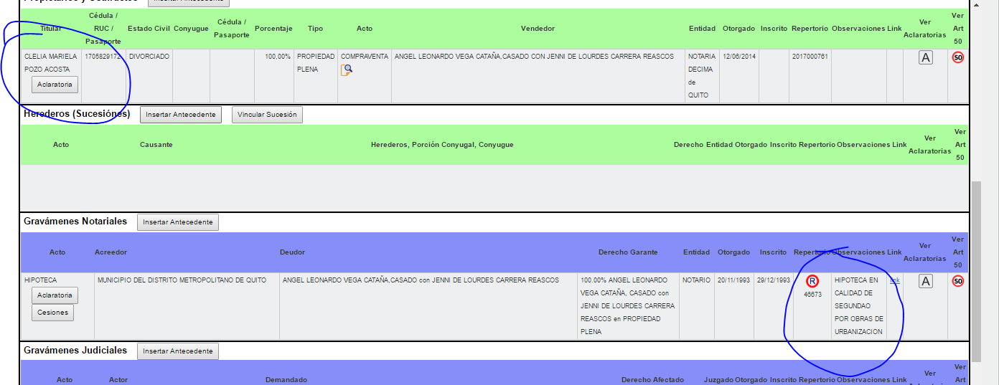 Propietarios y Usufructos Insertar Antecedente
Titular Cédula / RUC / Pasaporte Estado Civil Conyugue Cédula / Pasaporte Porcentaje Tipo Acto Vendedor Entidad Otorgado Inscrito Repertorio Observaciones Link Ver Aclaratorias Ver Art 50
CLELIA MARIELA POZO ACOSTA Aclaratoria 1705829172 DIVORCIADO 100,00% PROPIEDAD PLENA COMPRAVENTA ANGEL LEONARDO VEGA CATAÑA,CASADO CON JENNI DE LOURDES CARRERA REASCOS NOTARIA DECIMA de QUITO 12/06/2014 2017000761 A 50
Herederos (Sucesiónes) Insertar Antecedente Vincular Sucesión
Acto Causante Herederos, Porción Conyugal, Conyugue Derecho Entidad Otorgado Inscrito Repertorio Observaciones Link Ver Aclaratorias Ver Art 50
Gravámenes Notariales Insertar Antecedente
Acto Acreedor Deudor Derecho Garante Entidad Otorgado Inscrito Repertorio Observaciones Link Ver Aclaratorias Ver Art 50
HIPOTECA Aclaratoria Cesiones MUNICIPIO DEL DISTRITO METROPOLITANO DE QUITO ANGEL LEONARDO VEGA CATAÑA,CASADO con JENNI DE LOURDES CARRERA REASCOS 100.00% ANGEL LEONARDO VEGA CATAÑA, CASADO con JENNI DE LOURDES CARRERA REASCOS en PROPIEDAD PLENA NOTARIO 20/11/1993 29/12/1993 R 46673 HIPOTECA EN CALIDAD DE SEGUNDAO POR OBRAS DE URBANIZACION link A 50
Gravámenes Judiciales Insertar Antecedente
Acto Actor Demandado Derecho Afectado Juzgado Otorgado Inscrito Repertorio Observaciones Link Ver Ver Art